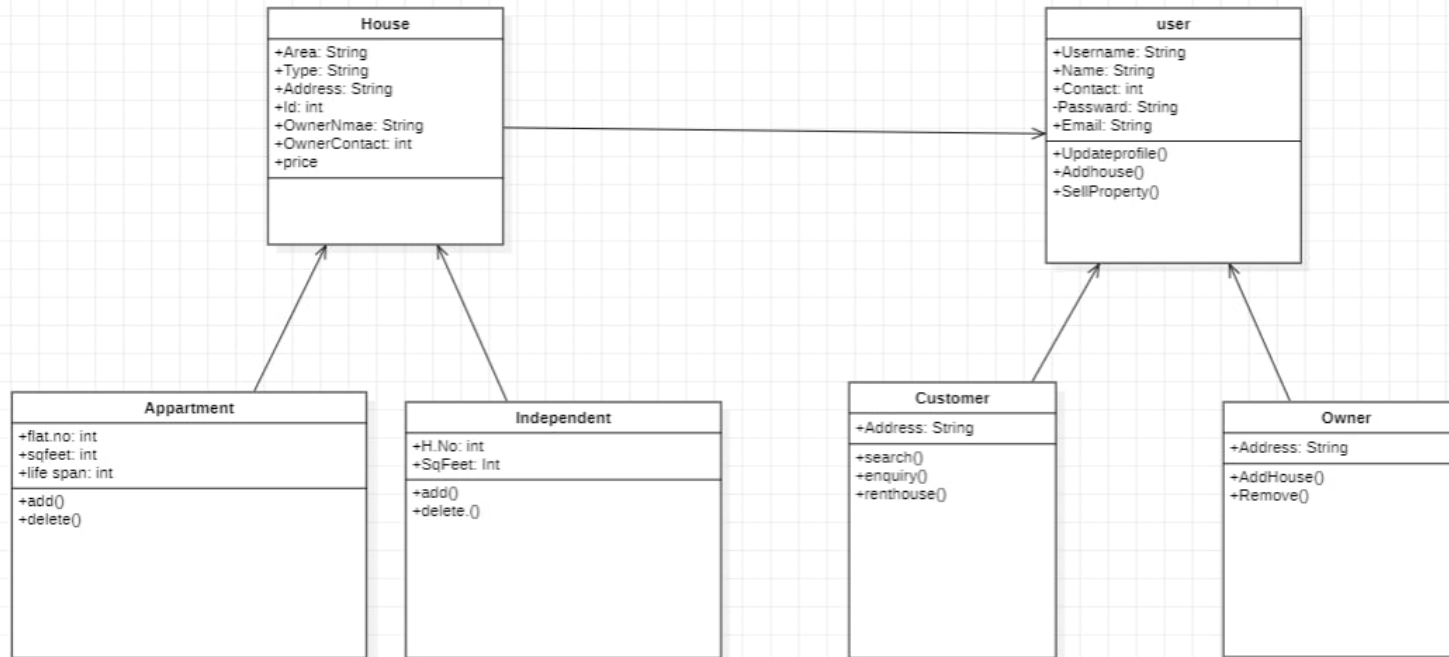 House
+Area: String
+Type: String
+Address: String
+Id: int
+OwnerNmae: String
+OwnerContact: int
+price
user
+Username: String
+Name: String
+Contact: int
-Passward: String
+Email: String
+Updateprofile()
+Addhouse()
+SellProperty()
Appartment
+flat.no: int
+sqfeet: int
+life span: int
+add()
+delete()
Independent
+H.No: int
+SqFeet: Int
+add()
+delete.()
Customer
+Address: String
+search()
+enquiry()
+renthouse()
Owner
+Address: String
+AddHouse()
+Remove()